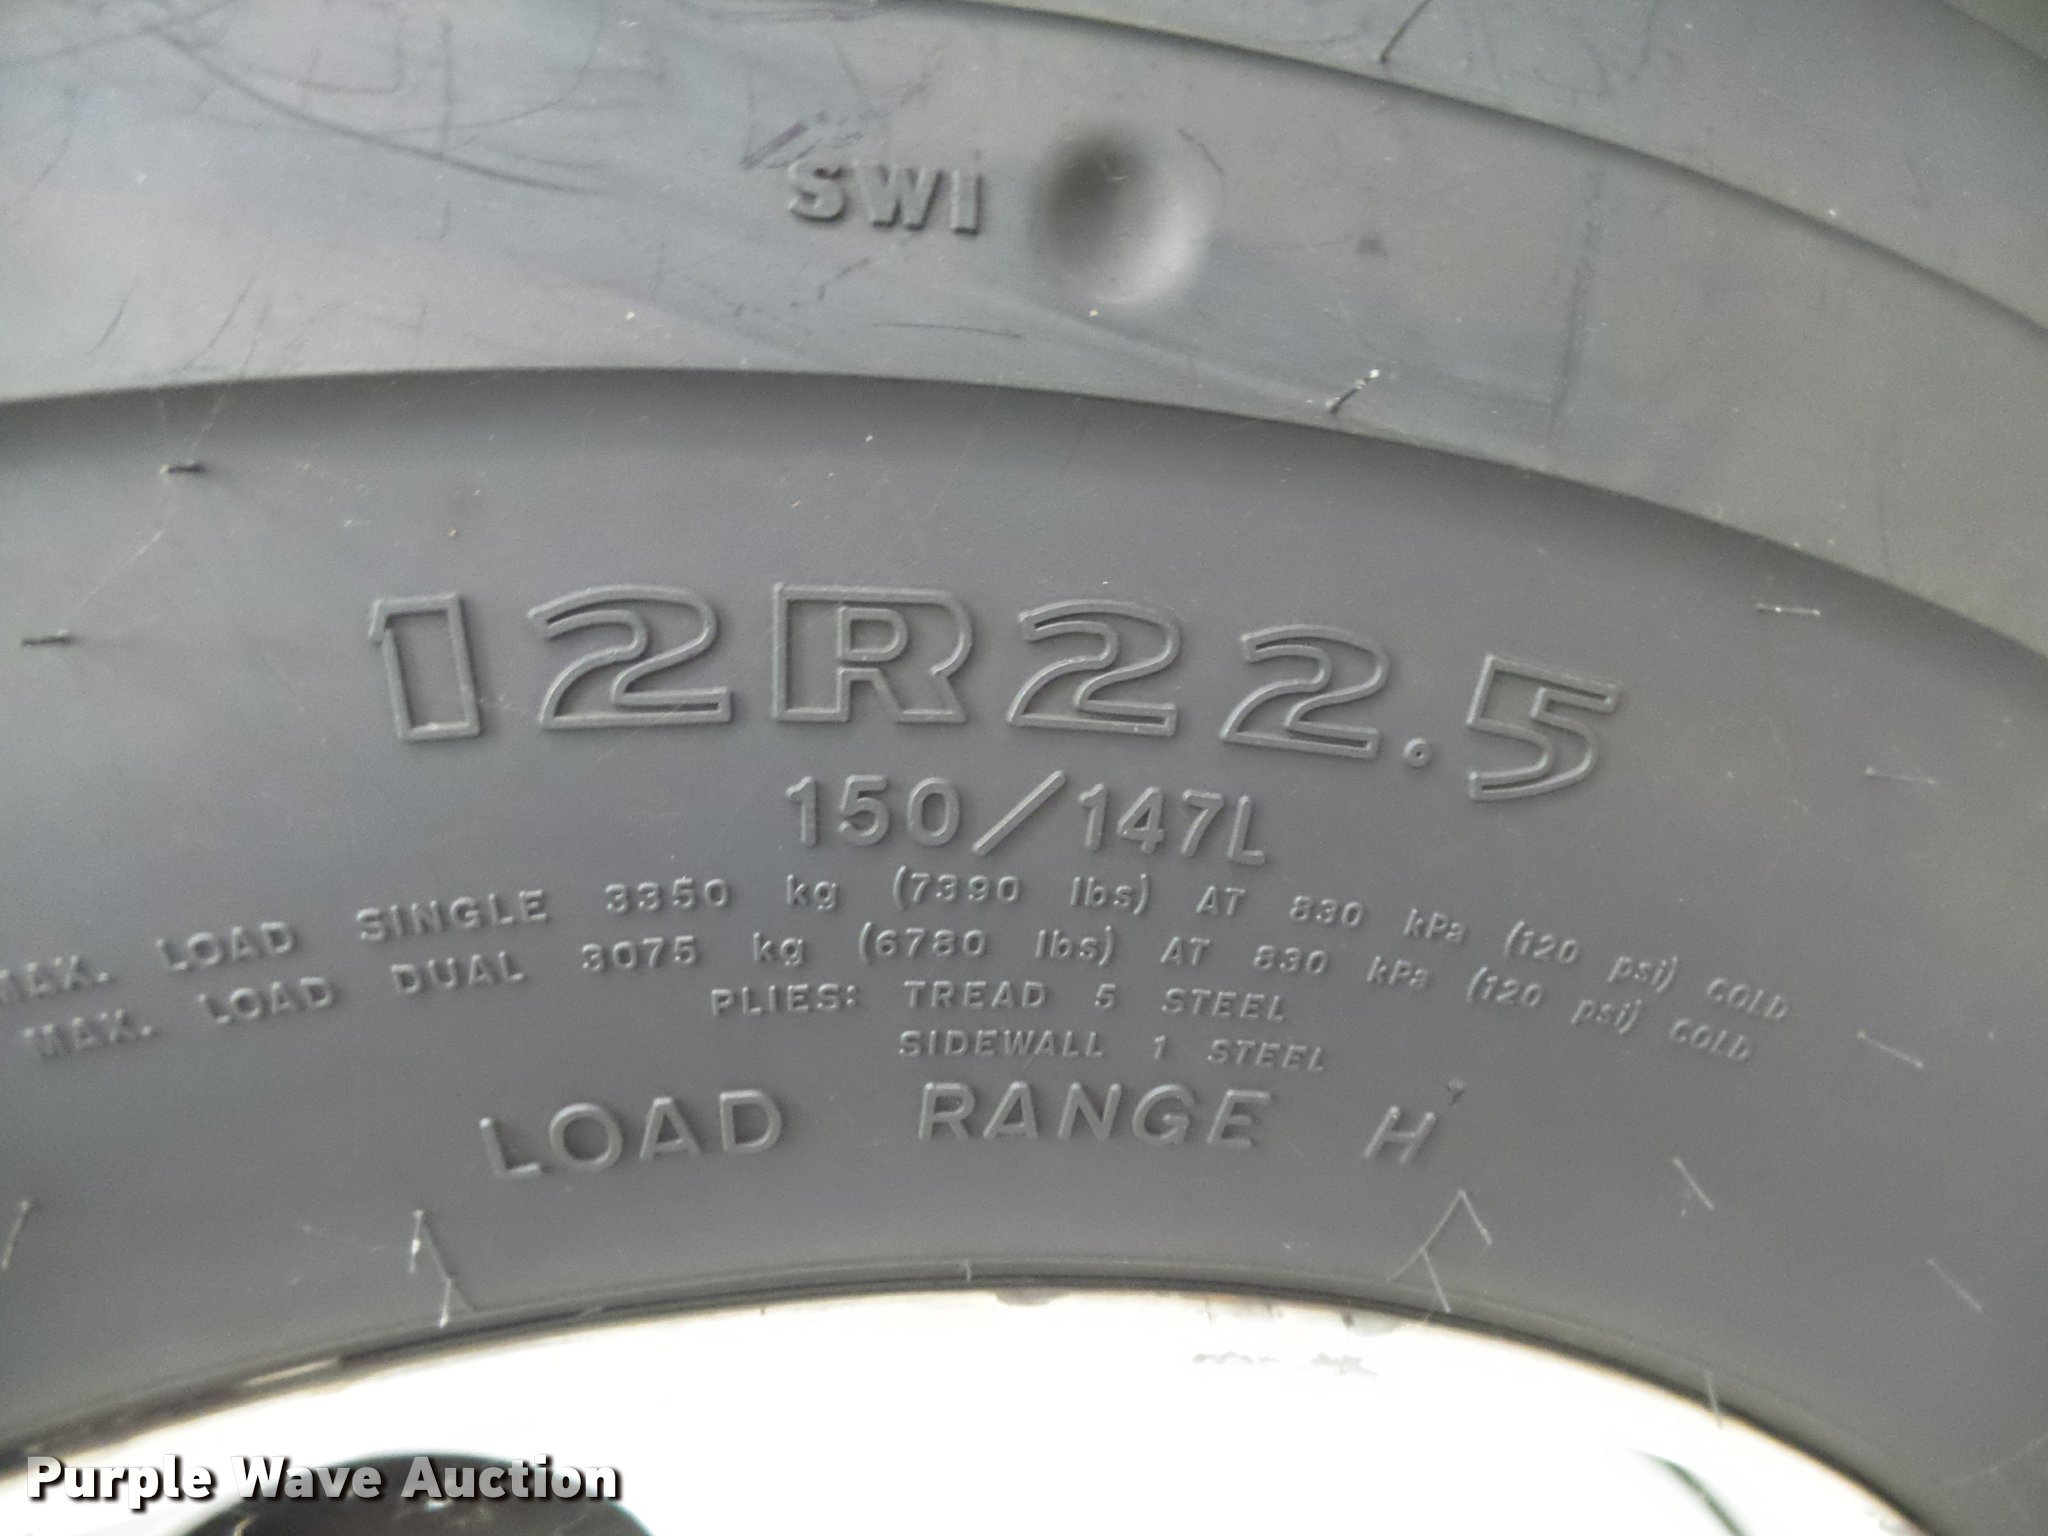 SWI
12R22.5
150/147L
MAX. LOAD SINGLE 3350 kg (7390 lbs) AT 830 kPa (120 psi) COLD
MAX. LOAD DUAL 3075 kg (6780 lbs) AT 830 kPa (120 psi) COLD
PLIES: TREAD 5 STEEL
SIDEWALL 1 STEEL
LOAD RANGE H
Purple Wave Auction